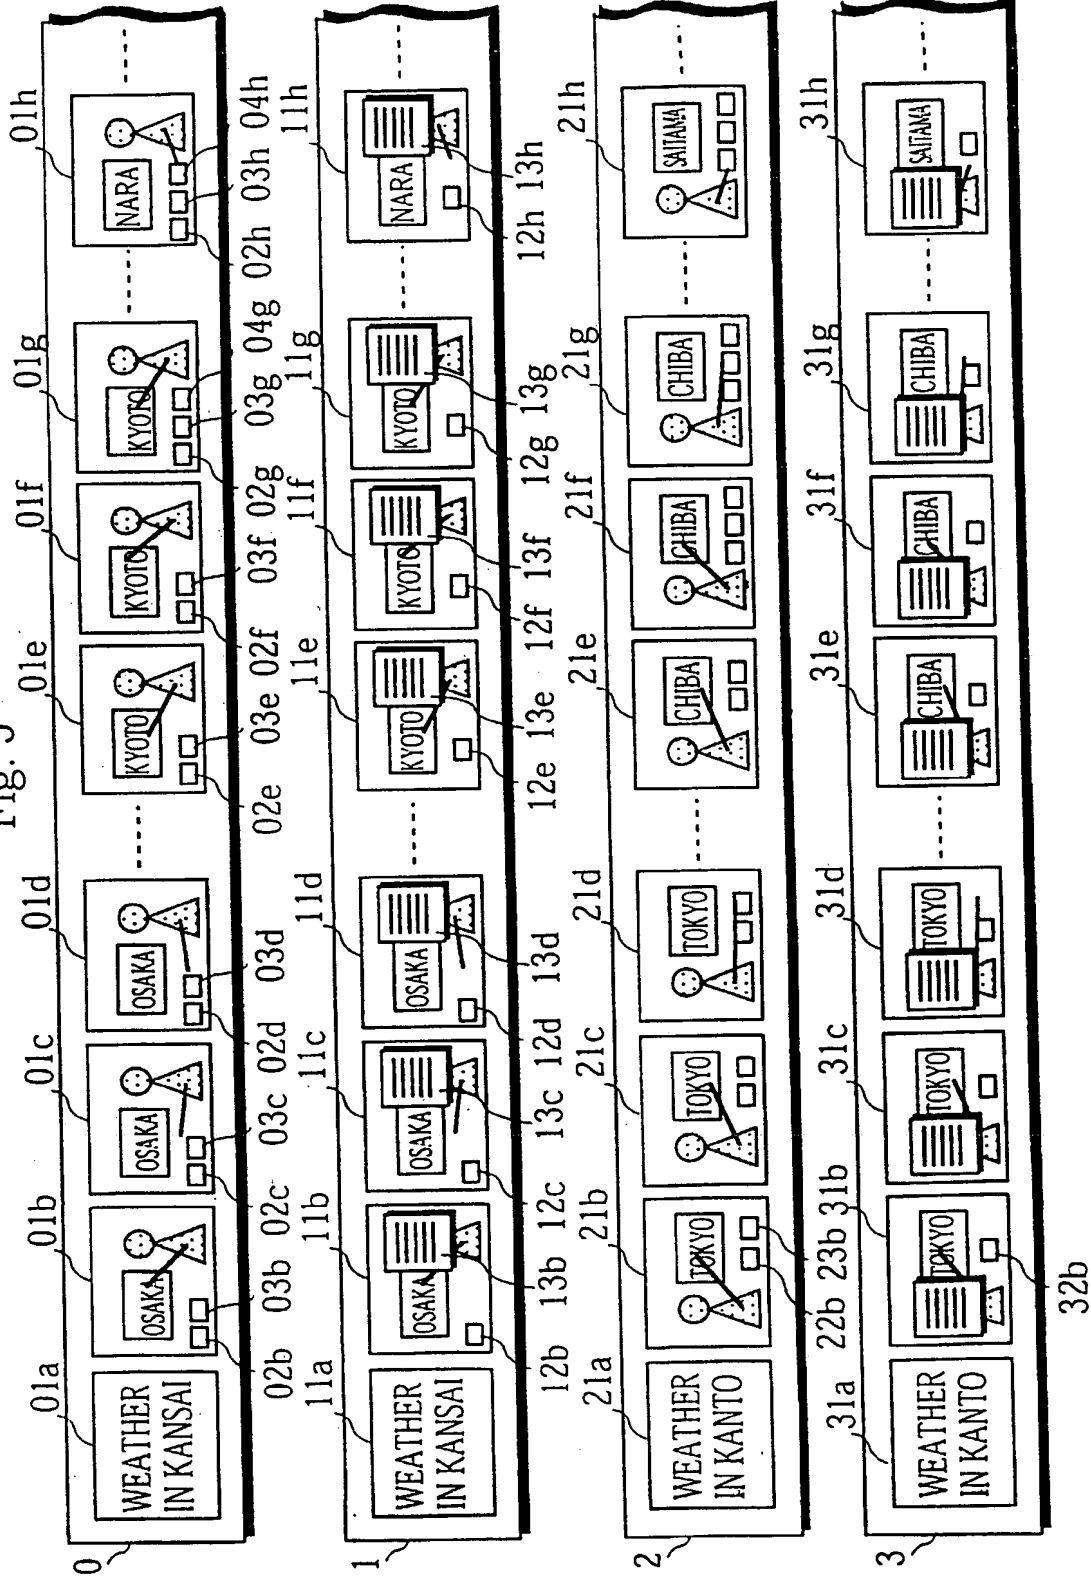 Fig.
01a 01b 01c 01d 01e 01f 01g 01h
WEATHER
IN KANSAI
OSAKA OSAKA OSAKA KYOTO KYOTO KYOTO NARA
0
02b 03b 02c 03c 02d 03d 02e 03e 02f 03f 02g 03g 04g 02h 03h 04h
11a 11b 11c 11d 11e 11f 11g 11h
WEATHER
IN KANSAI
OSAKA OSAKA OSAKA KYOTO KYOTO KYOTO NARA
1
12b 13b 12c 13c 12d 13d 12e 13e 12f 13f 12g 13g 12h 13h
21a 21b 21c 21d 21e 21f 21g 21h
WEATHER
IN KANTO
TOKYO TOKYO TOKYO CHIBA CHIBA CHIBA SAITAMA
2
22b 23b
31a 31b 31c 31d 31e 31f 31g 31h
WEATHER
IN KANTO
TOKYO TOKYO TOKYO CHIBA CHIBA CHIBA SAITAMA
3
32b